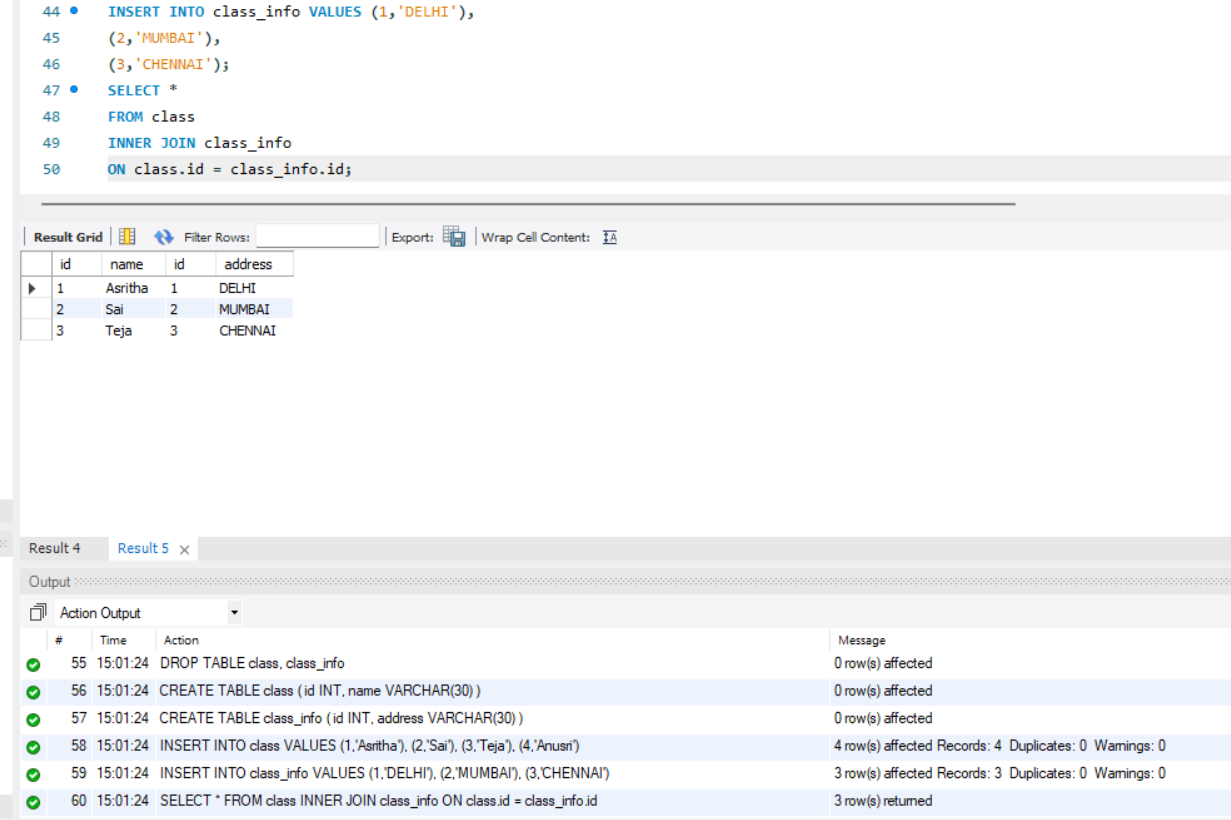 44 INSERT INTO class_info VALUES (1,'DELHI'),
45 (2,'MUMBAI'),
46 (3,'CHENNAI');
47 SELECT *
48 FROM class
49 INNER JOIN class_info
50 ON class.id = class_info.id;
Result Grid Filter Rows: Export: Wrap Cell Content: IA
id name id address
1 Asritha 1 DELHI
2 Sai 2 MUMBAI
3 Teja 3 CHENNAI
Result 4 Result 5 ×
Output
Action Output
# Time Action Message
55 15:01:24 DROP TABLE class, class_info 0 row(s) affected
56 15:01:24 CREATE TABLE class ( id INT, name VARCHAR(30) ) 0 row(s) affected
57 15:01:24 CREATE TABLE class_info ( id INT, address VARCHAR(30) ) 0 row(s) affected
58 15:01:24 INSERT INTO class VALUES (1,'Asritha'), (2,'Sai'), (3,'Teja'), (4,'Anusri') 4 row(s) affected Records: 4 Duplicates: 0 Warnings: 0
59 15:01:24 INSERT INTO class_info VALUES (1,'DELHI'), (2,'MUMBAI'), (3,'CHENNAI') 3 row(s) affected Records: 3 Duplicates: 0 Warnings: 0
60 15:01:24 SELECT * FROM class INNER JOIN class_info ON class.id = class_info.id 3 row(s) returned